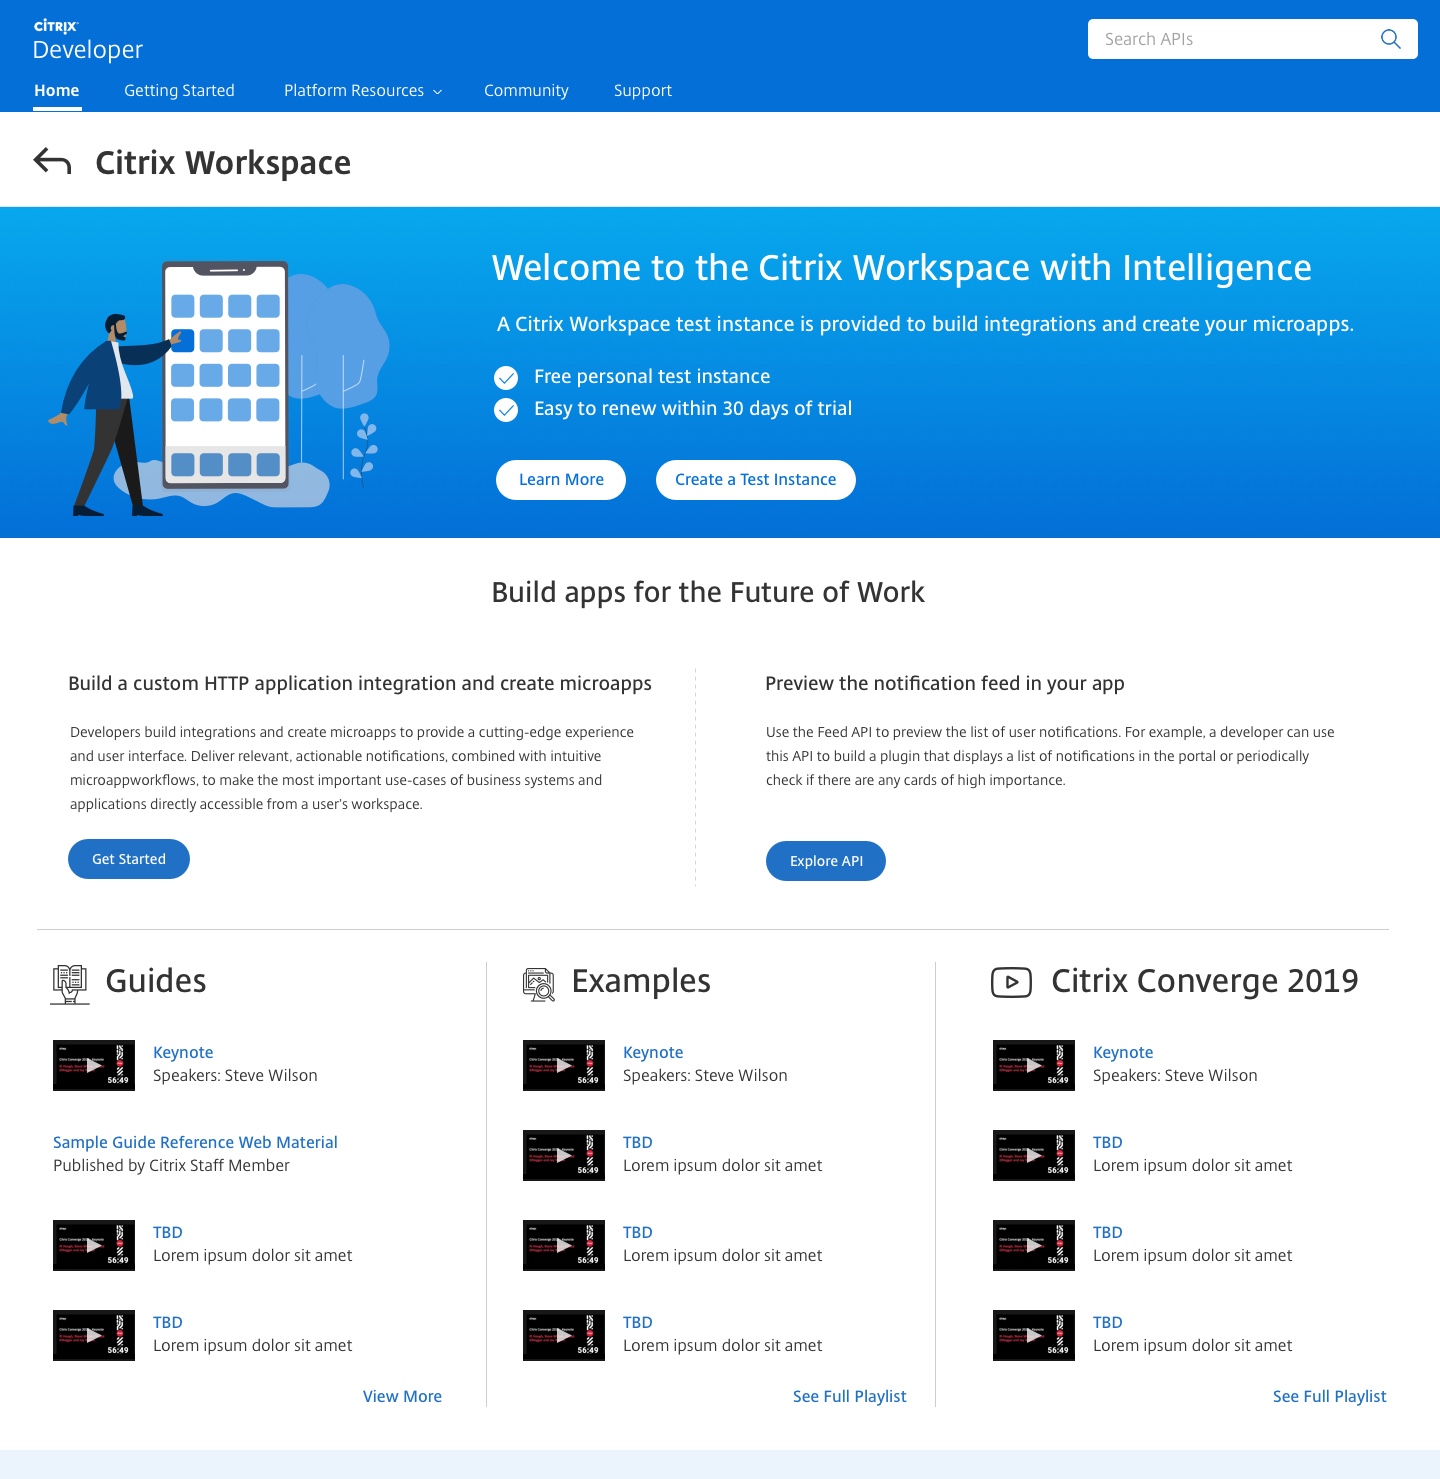 CİTRIX
Developer
Search APIs
Home
Getting Started
Platform Resources
Community
Support
Citrix Workspace
Welcome to the Citrix Workspace with Intelligence
A Citrix Workspace test instance is provided to build integrations and create your microapps.
Free personal test instance
Easy to renew within 30 days of trial
Learn More
Create a Test Instance
Build apps for the Future of Work
Build a custom HTTP application integration and create microapps
Developers build integrations and create microapps to provide a cutting-edge experience
and user interface. Deliver relevant, actionable notifications, combined with intuitive
microappworkflows, to make the most important use-cases of business systems and
applications directly accessible from a user's workspace.
Get Started
Preview the notification feed in your app
Use the Feed API to preview the list of user notifications. For example, a developer can use
this API to build a plugin that displays a list of notifications in the portal or periodically
check if there are any cards of high importance.
Explore API
Guides
56:49
Keynote
Speakers: Steve Wilson
Sample Guide Reference Web Material
Published by Citrix Staff Member
56:49
TBD
Lorem ipsum dolor sit amet
56:49
TBD
Lorem ipsum dolor sit amet
View More
Examples
56:49
Keynote
Speakers: Steve Wilson
56:49
TBD
Lorem ipsum dolor sit amet
56:49
TBD
Lorem ipsum dolor sit amet
56:49
TBD
Lorem ipsum dolor sit amet
See Full Playlist
Citrix Converge 2019
56:49
Keynote
Speakers: Steve Wilson
56:49
TBD
Lorem ipsum dolor sit amet
56:49
TBD
Lorem ipsum dolor sit amet
56:49
TBD
Lorem ipsum dolor sit amet
See Full Playlist